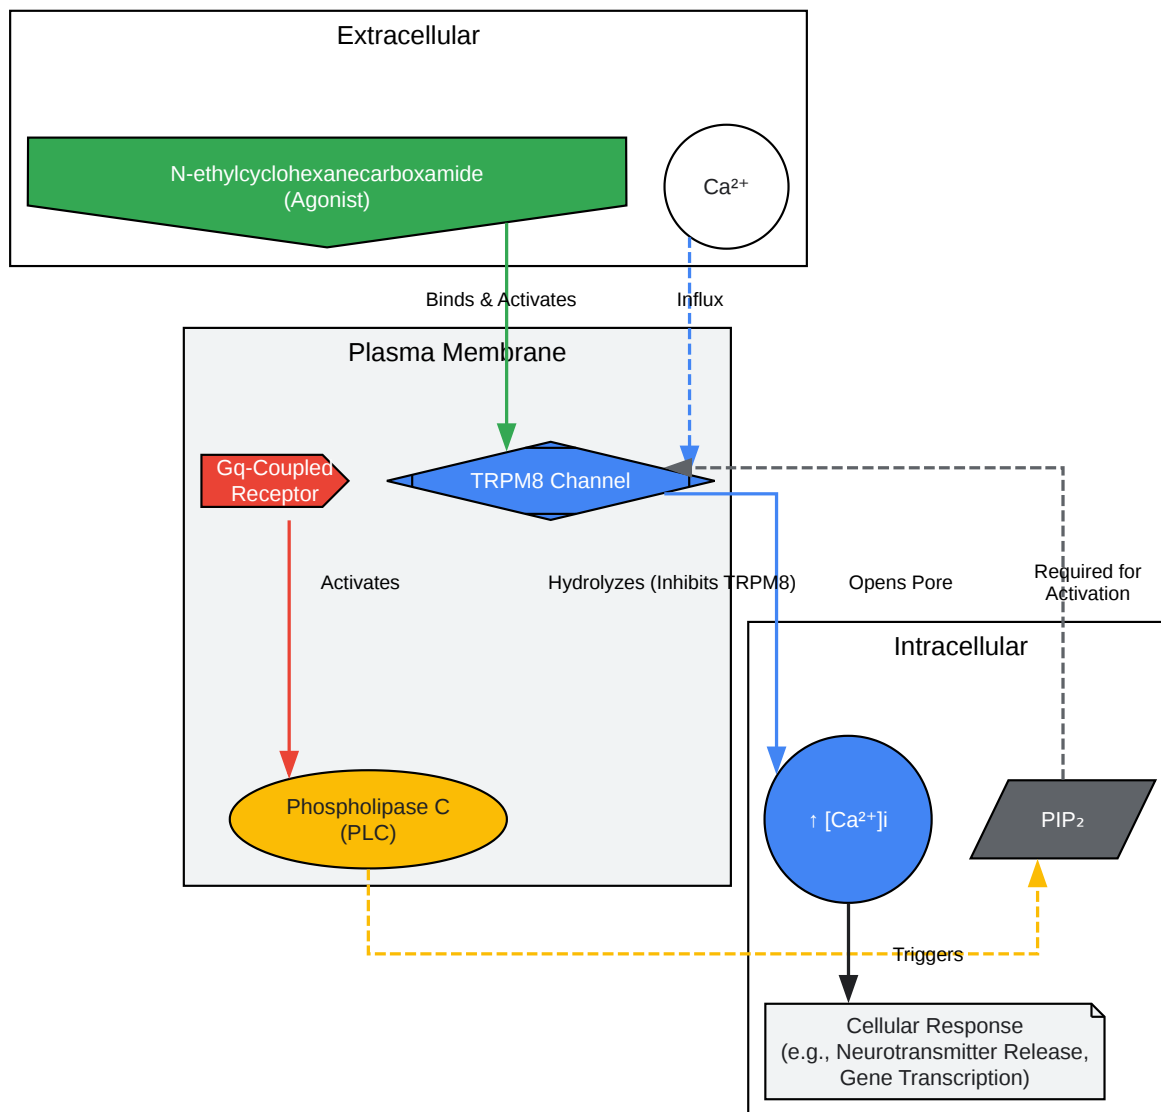 Extracellular
N-ethylcyclohexanecarboxamide
(Agonist)
Ca²⁺
Binds & Activates
Influx
Plasma Membrane
Gq-Coupled
Receptor
TRPM8 Channel
Activates
Hydrolyzes (Inhibits TRPM8)
Opens Pore
Required for
Activation
Intracellular
Phospholipase C
(PLC)
↑ [Ca²⁺]i
PIP₂
Triggers
Cellular Response
(e.g., Neurotransmitter Release,
Gene Transcription)